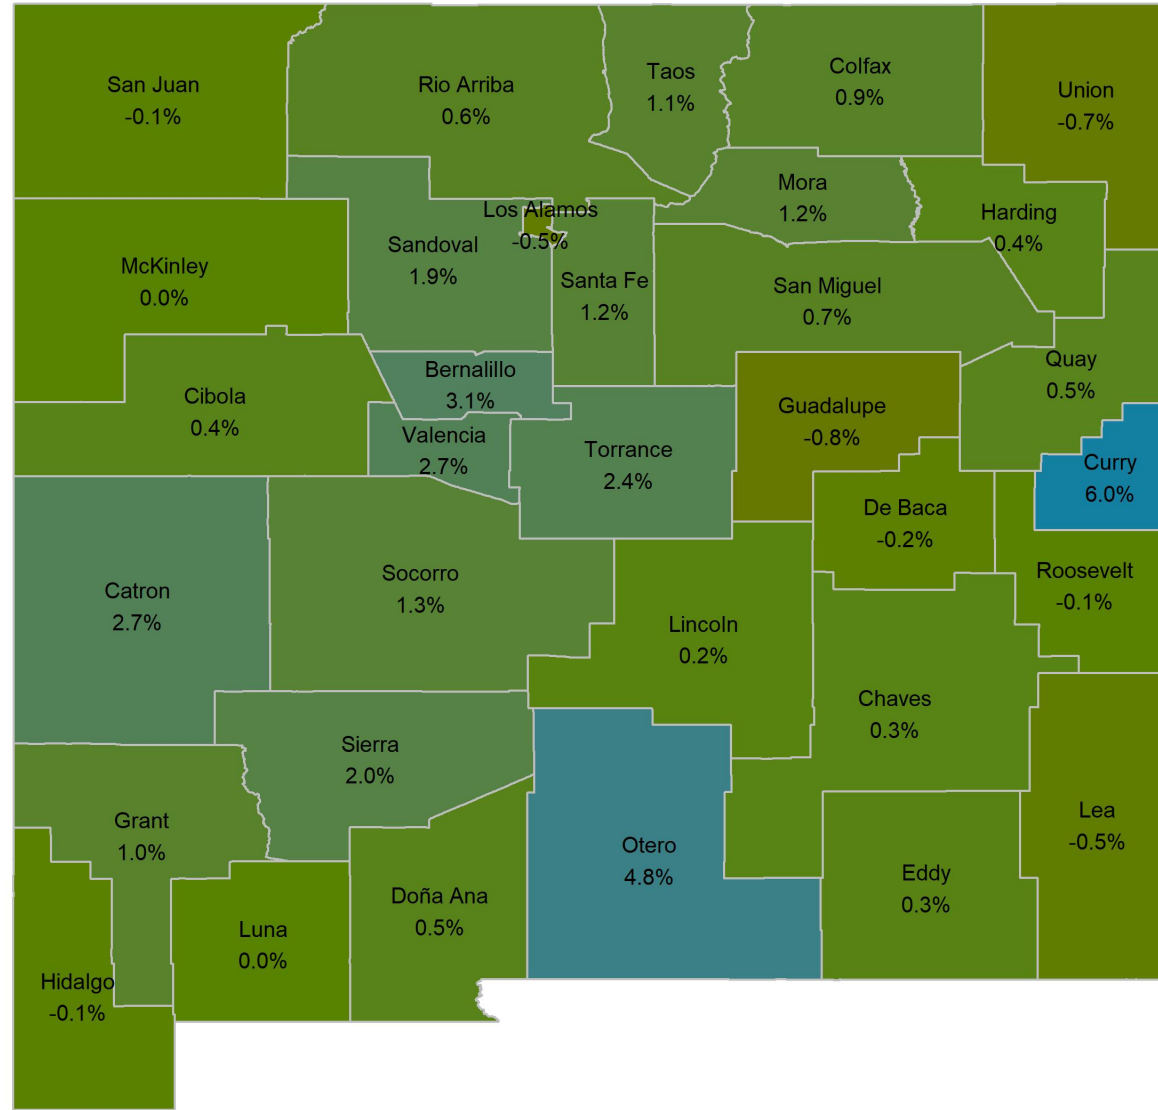 San Juan
-0.1%
Rio Arriba
0.6%
Taos
1.1%
Colfax
0.9%
Union
-0.7%
Mora
1.2%
Harding
0.4%
Los Alamos
-0.5%
Sandoval
1.9%
McKinley
0.0%
Santa Fe
1.2%
San Miguel
0.7%
Quay
0.5%
Bernalillo
3.1%
Cibola
0.4%
Guadalupe
-0.8%
Valencia
2.7%
Torrance
2.4%
Curry
6.0%
De Baca
-0.2%
Roosevelt
-0.1%
Catron
2.7%
Socorro
1.3%
Lincoln
0.2%
Chaves
0.3%
Sierra
2.0%
Grant
1.0%
Lea
-0.5%
Otero
4.8%
Eddy
0.3%
Doña Ana
0.5%
Luna
0.0%
Hidalgo
-0.1%